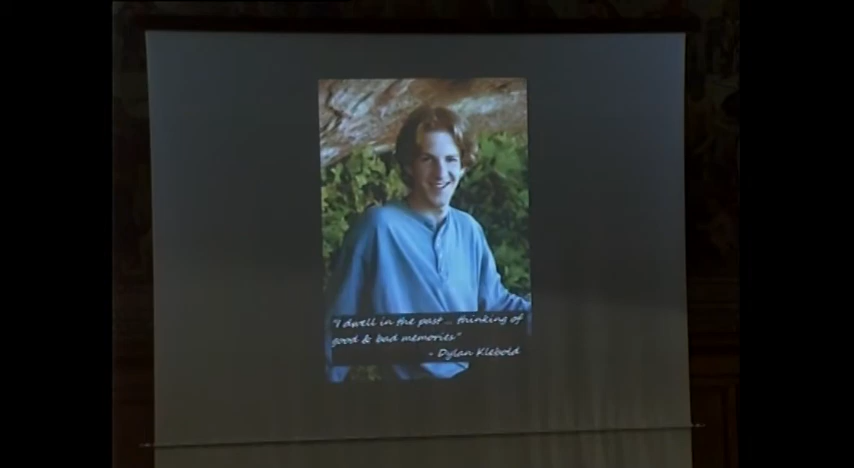 "I dwell in the past ... thinking of
good & bad memories"
- Dylan Klebold